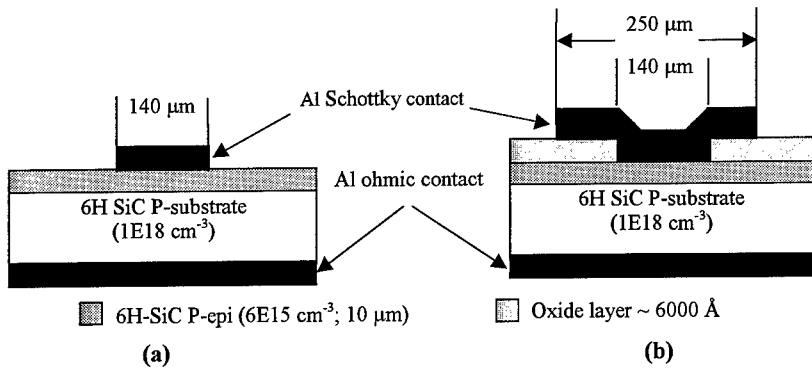 250 μm
140 μm
140 μm
Al Schottky contact
Al ohmic contact
6H SiC P-substrate
(1E18 cm⁻³)
6H SiC P-substrate
(1E18 cm⁻³)
6H-SiC P-epi (6E15 cm⁻³; 10 μm)
Oxide layer ~ 6000 Å
(a)
(b)